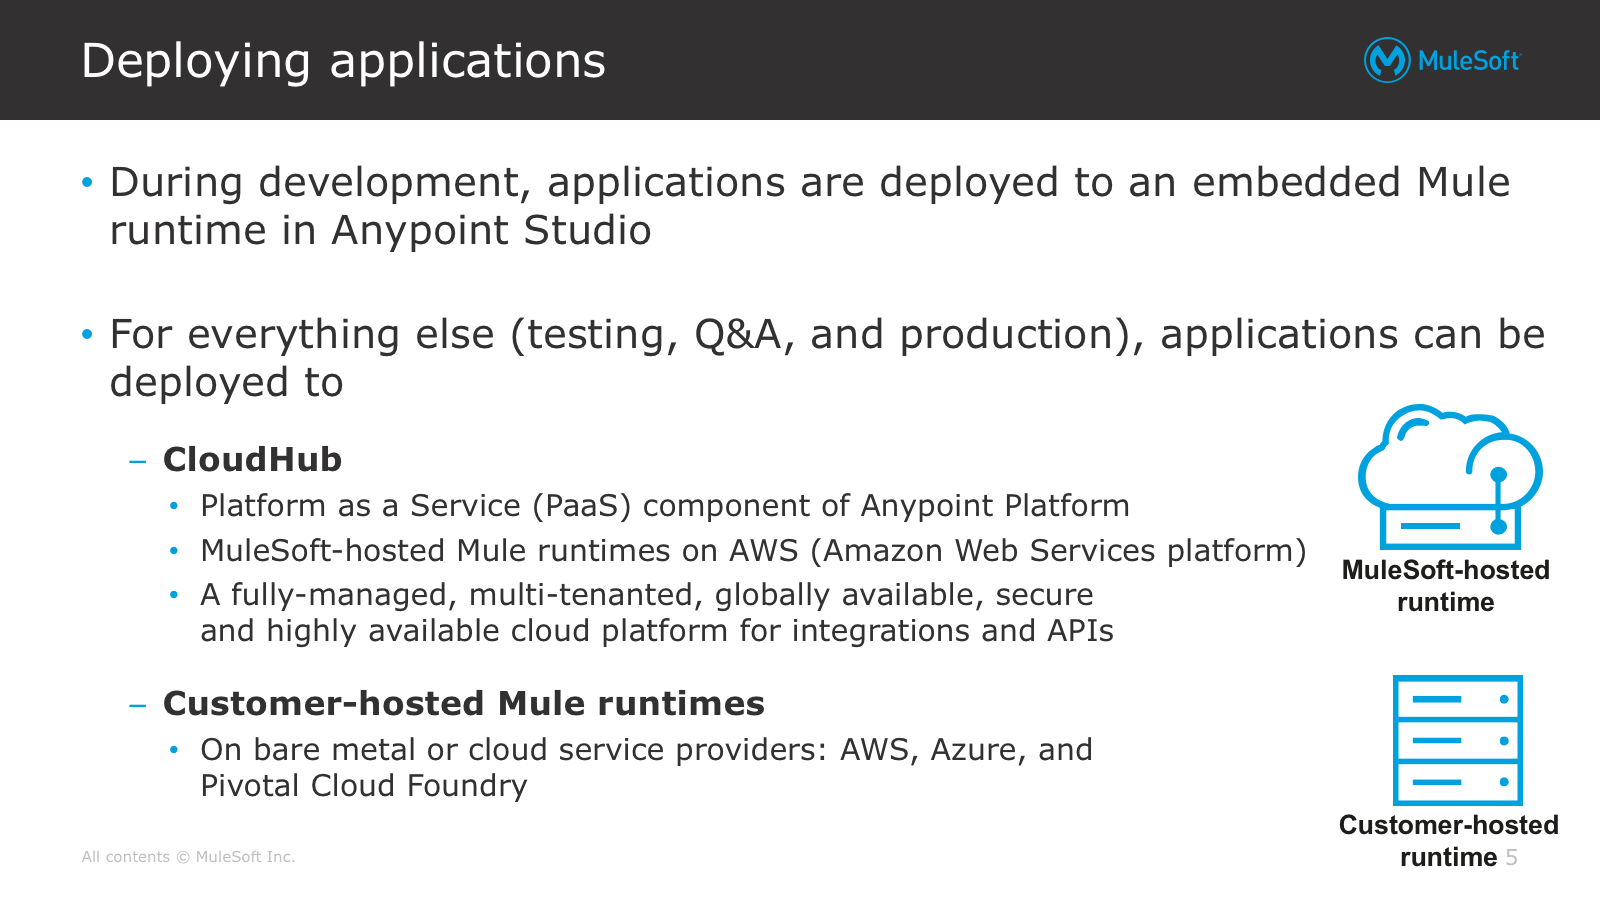 Deploying applications
MuleSoft
• During development, applications are deployed to an embedded Mule
runtime in Anypoint Studio
• For everything else (testing, Q&A, and production), applications can be
deployed to
– CloudHub
• Platform as a Service (PaaS) component of Anypoint Platform
• MuleSoft-hosted Mule runtimes on AWS (Amazon Web Services platform)
• A fully-managed, multi-tenanted, globally available, secure
and highly available cloud platform for integrations and APIs
MuleSoft-hosted
runtime
– Customer-hosted Mule runtimes
• On bare metal or cloud service providers: AWS, Azure, and
Pivotal Cloud Foundry
Customer-hosted
runtime
All contents © MuleSoft Inc.
5